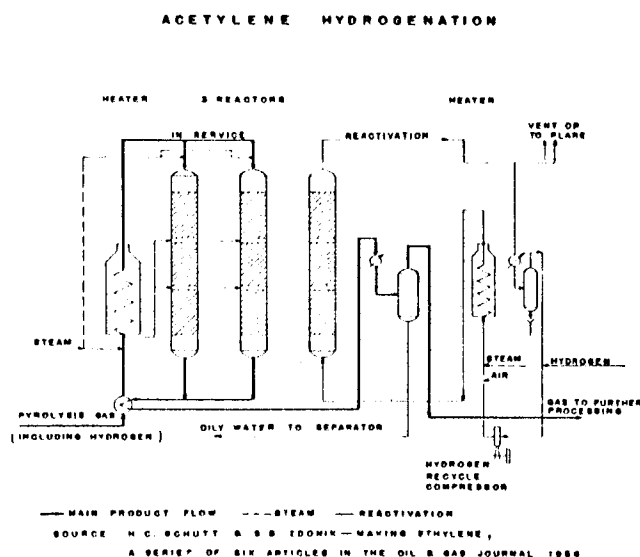 ACETYLENE HYDROGENATION
HEATER
3 REACTORS
HEATER
IN SERVICE
REACTIVATION
VENT OR
TO FLARE
STEAM
STEAM
HYDROGEN
AIR
PYROLYSIS GAS
(INCLUDING HYDROGEN)
OILY WATER TO SEPARATOR
GAS TO FURTHER
PROCESSING
HYDROGEN
RECYCLE
COMPRESSOR
MAIN PRODUCT FLOW
STEAM
REACTIVATION
SOURCE H.C. SCHUTT & S.B. ZDONIK — MAKING ETHYLENE,
A SERIES OF SIX ARTICLES IN THE OIL & GAS JOURNAL